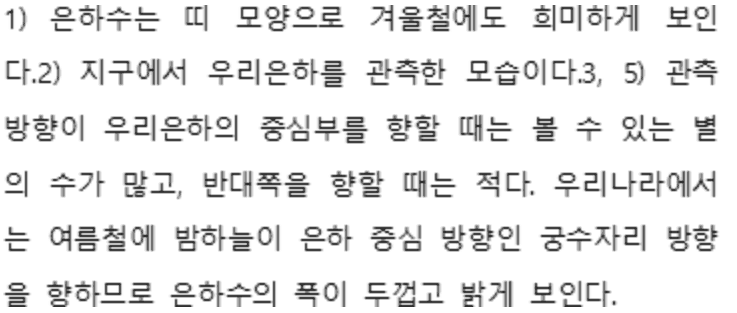 1) 은하수는 띠 모양으로 겨울철에도 희미하게 보인
다.2) 지구에서 우리은하를 관측한 모습이다.3, 5) 관측
방향이 우리은하의 중심부를 향할 때는 볼 수 있는 별
의 수가 많고, 반대쪽을 향할 때는 적다. 우리나라에서
는 여름철에 밤하늘이 은하 중심 방향인 궁수자리 방향
을 향하므로 은하수의 폭이 두껍고 밝게 보인다.